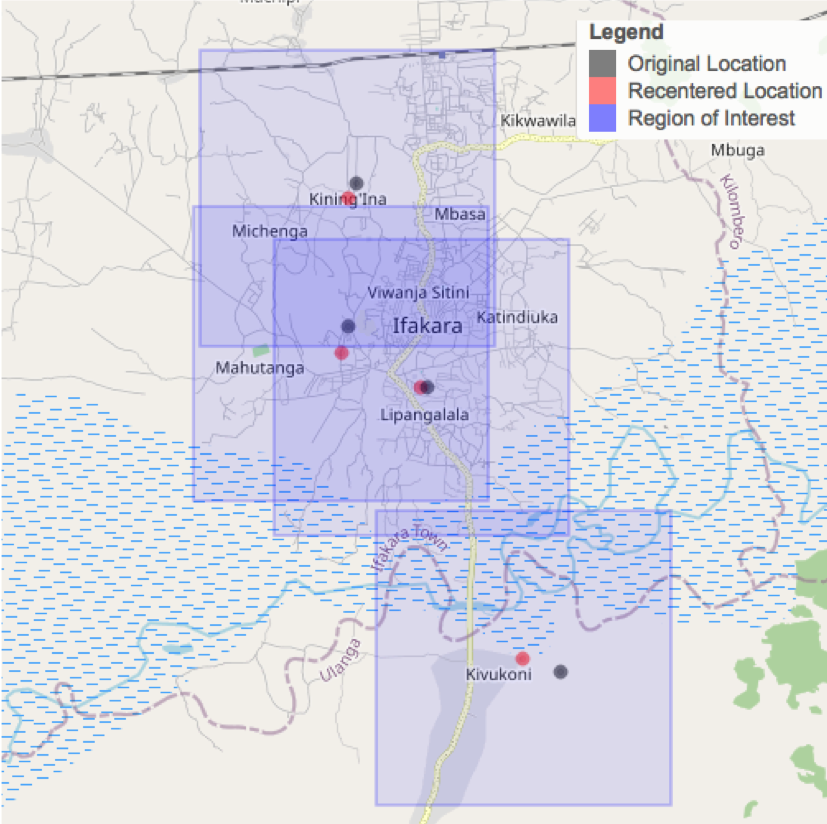 Legend
Original Location
Recentered Location
Region of Interest
Kikwawila
Mbuga
Kining'Ina
Kilombero
Mbasa
Michenga
Viwanja Sitini
Katindiuka
Ifakara
Mahutanga
Lipangalala
Ifakara Town
Ulanga
Kivukoni